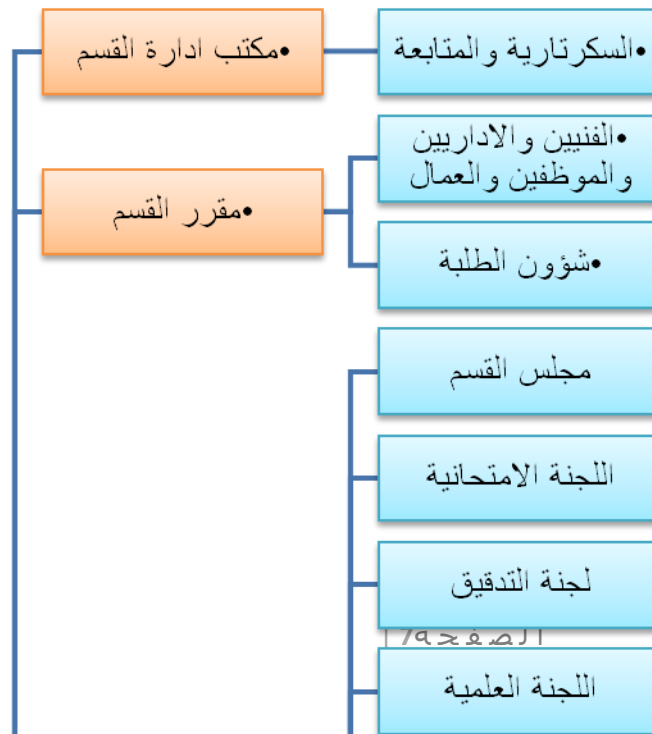 •مكتب ادارة القسم
•السكرتارية والمتابعة
•مقرر القسم
•الفنيين والاداريين
والموظفين والعمال
•شؤون الطلبة
مجلس القسم
اللجنة الامتحانية
لجنة التدقيق
الصفحة7 |
اللجنة العلمية